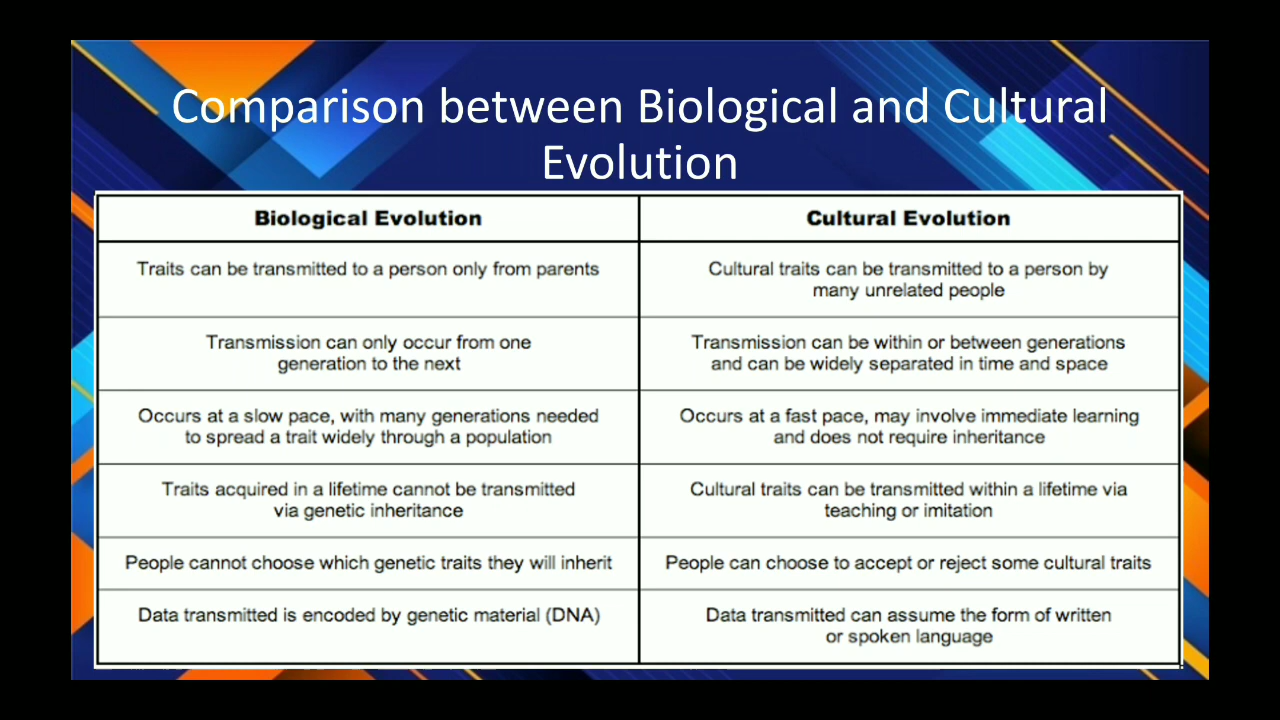 Comparison between Biological and Cultural
Evolution
Biological Evolution
Cultural Evolution
Traits can be transmitted to a person only from parents
Cultural traits can be transmitted to a person by
many unrelated people
Transmission can only occur from one
generation to the next
Transmission can be within or between generations
and can be widely separated in time and space
Occurs at a slow pace, with many generations needed
to spread a trait widely through a population
Occurs at a fast pace, may involve immediate learning
and does not require inheritance
Traits acquired in a lifetime cannot be transmitted
via genetic inheritance
Cultural traits can be transmitted within a lifetime via
teaching or imitation
People cannot choose which genetic traits they will inherit
People can choose to accept or reject some cultural traits
Data transmitted is encoded by genetic material (DNA)
Data transmitted can assume the form of written
or spoken language